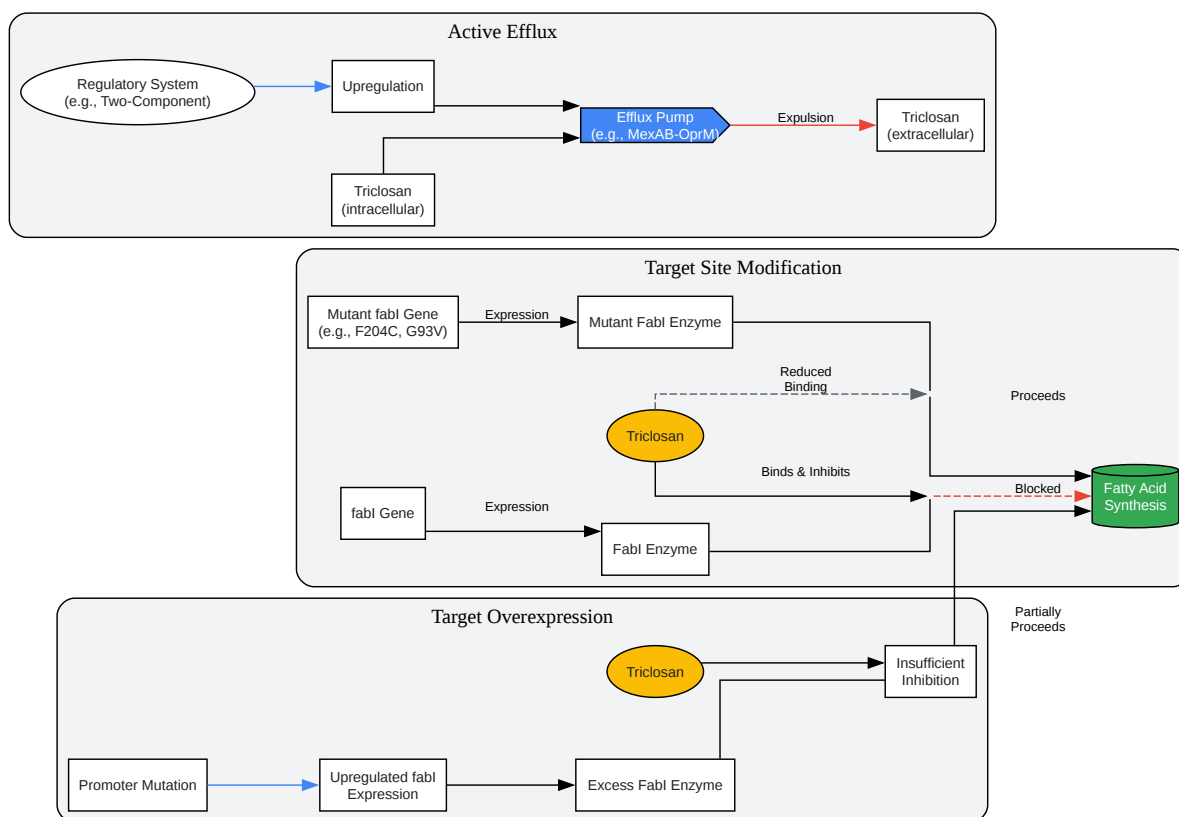 Active Efflux
Regulatory System
(e.g., Two-Component)
Upregulation
Efflux Pump
(e.g., MexAB-OprM)
Expulsion
Triclosan
(extracellular)
Triclosan
(intracellular)
Target Site Modification
Mutant fabI Gene
(e.g., F204C, G93V)
Expression
Mutant FabI Enzyme
Reduced
Binding
Proceeds
Triclosan
Binds & Inhibits
Blocked
Fatty Acid
Synthesis
fabI Gene
Expression
FabI Enzyme
Target Overexpression
Partially
Proceeds
Triclosan
Insufficient
Inhibition
Promoter Mutation
Upregulated fabI
Expression
Excess FabI Enzyme